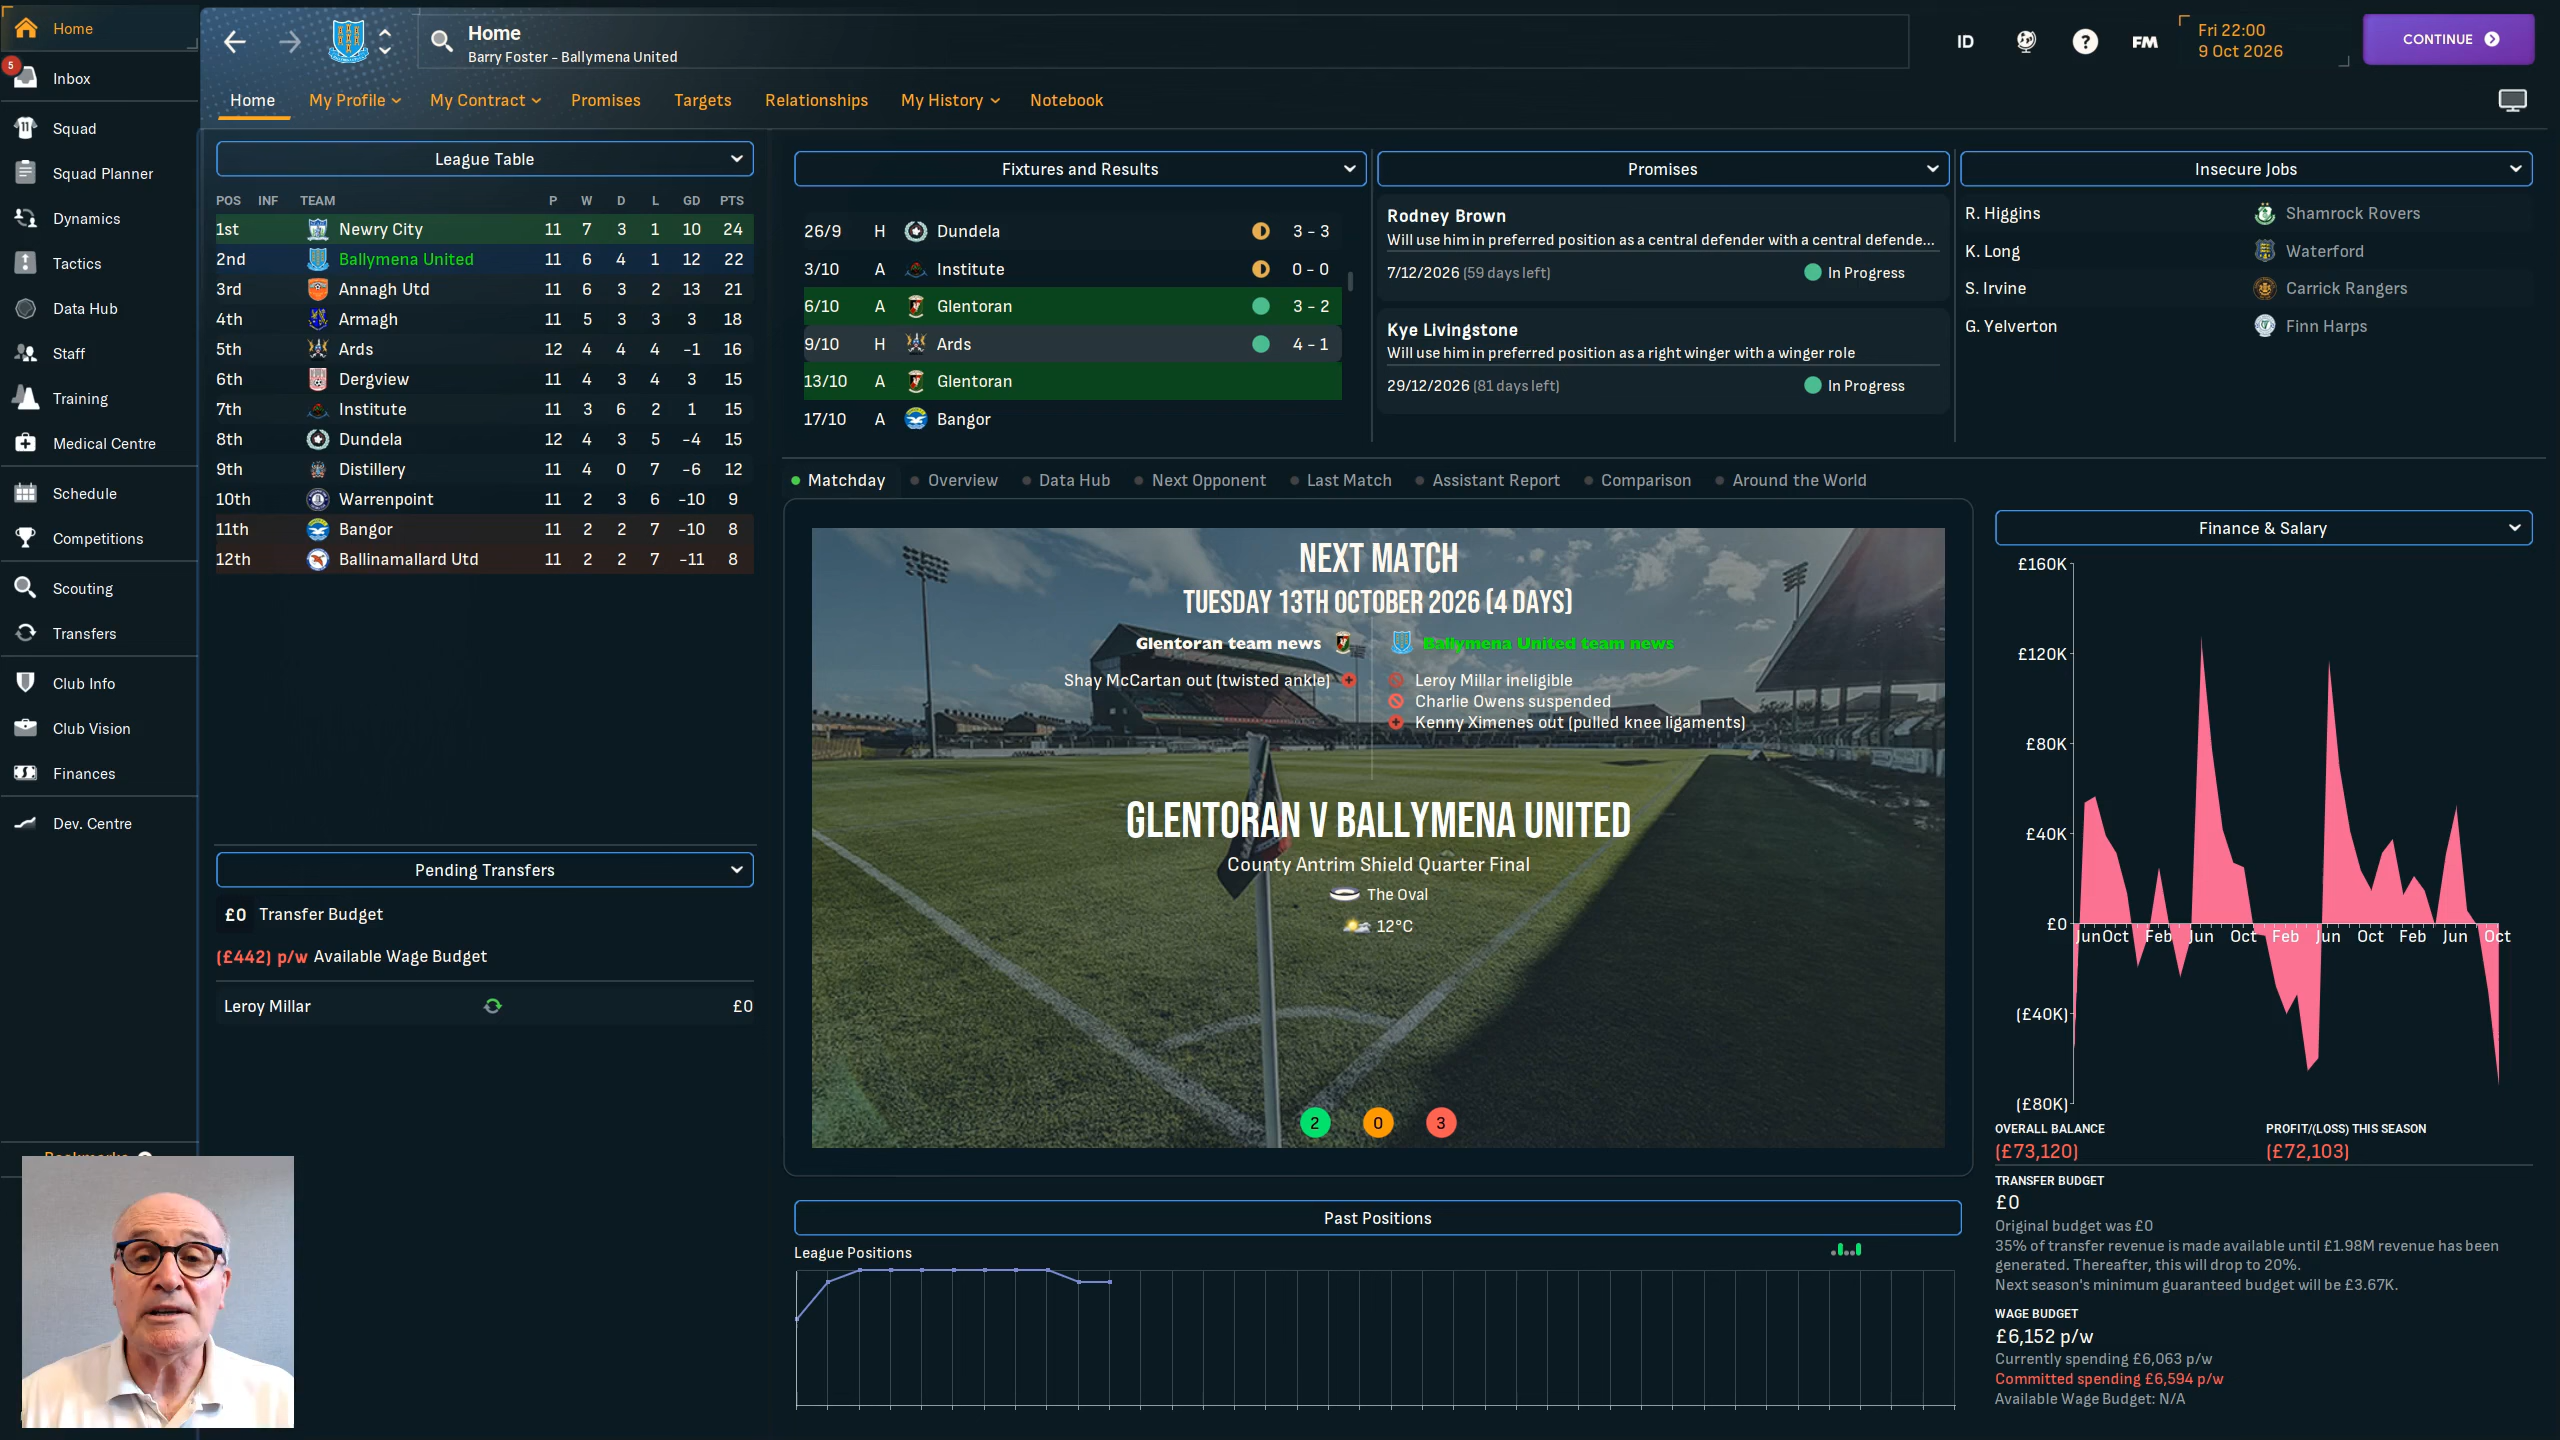 Home
5
Inbox
Squad
Squad Planner
Dynamics
Tactics
Data Hub
Staff
Training
Medical Centre
Schedule
Competitions
Scouting
Transfers
Club Info
Club Vision
Finances
Dev. Centre
Bookmarks
Home
Barry Foster - Ballymena United
ID
FM
Fri 22:00
9 Oct 2026
CONTINUE
Home My Profile My Contract Promises Targets Relationships My History Notebook
League Table
POS INF TEAM P W D L GD PTS
1st Newry City 11 7 3 1 10 24
2nd Ballymena United 11 6 4 1 12 22
3rd Annagh Utd 11 6 3 2 13 21
4th Armagh 11 5 3 3 3 18
5th Ards 12 4 4 4 -1 16
6th Dergview 11 4 3 4 3 15
7th Institute 11 3 6 2 1 15
8th Dundela 12 4 3 5 -4 15
9th Distillery 11 4 0 7 -6 12
10th Warrenpoint 11 2 3 6 -10 9
11th Bangor 11 2 2 7 -10 8
12th Ballinamallard Utd 11 2 2 7 -11 8
Pending Transfers
£0 Transfer Budget
(£442) p/w Available Wage Budget
Leroy Millar £0
Fixtures and Results
26/9 H Dundela 3 - 3
3/10 A Institute 0 - 0
6/10 A Glentoran 3 - 2
9/10 H Ards 4 - 1
13/10 A Glentoran
17/10 A Bangor
Promises
Rodney Brown
Will use him in preferred position as a central defender with a central defende...
7/12/2026 (59 days left) In Progress
Kye Livingstone
Will use him in preferred position as a right winger with a winger role
29/12/2026 (81 days left) In Progress
Insecure Jobs
R. Higgins Shamrock Rovers
K. Long Waterford
S. Irvine Carrick Rangers
G. Yelverton Finn Harps
Matchday Overview Data Hub Next Opponent Last Match Assistant Report Comparison Around the World
NEXT MATCH
TUESDAY 13TH OCTOBER 2026 (4 DAYS)
Glentoran team news Ballymena United team news
Shay McCartan out (twisted ankle) Leroy Millar ineligible
Charlie Owens suspended
Kenny Ximenes out (pulled knee ligaments)
GLENTORAN V BALLYMENA UNITED
County Antrim Shield Quarter Final
The Oval
12°C
2 0 3
Past Positions
League Positions
Finance & Salary
£160K
£120K
£80K
£40K
£0
Jun Oct Feb Jun Oct Feb Jun Oct Feb Jun Oct
(£40K)
(£80K)
OVERALL BALANCE PROFIT/(LOSS) THIS SEASON
(£73,120) (£72,103)
TRANSFER BUDGET
£0
Original budget was £0
35% of transfer revenue is made available until £1.98M revenue has been
generated. Thereafter, this will drop to 20%.
Next season's minimum guaranteed budget will be £3.67K.
WAGE BUDGET
£6,152 p/w
Currently spending £6,063 p/w
Committed spending £6,594 p/w
Available Wage Budget: N/A